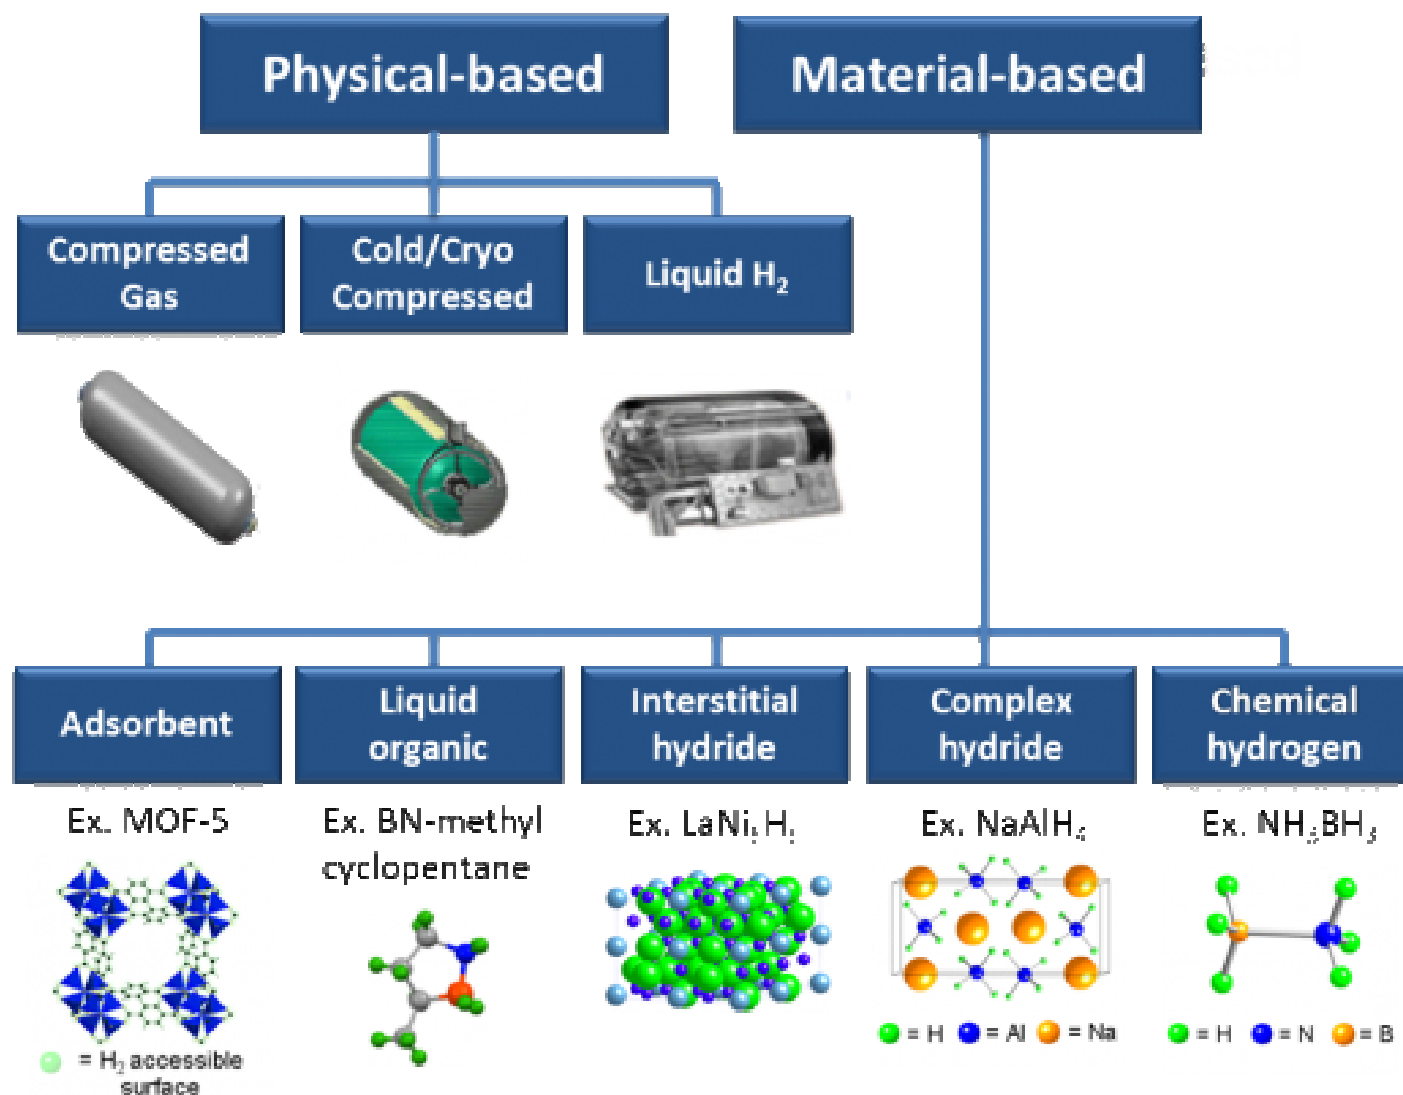 Physical-based
Material-based
Compressed
Gas
Cold/Cryo
Compressed
Liquid H₂
Adsorbent
Liquid
organic
Interstitial
hydride
Complex
hydride
Chemical
hydrogen
Ex. MOF-5
Ex. BN-methyl
cyclopentane
Ex.
Ex. NaAlH₄
Ex. NH₃BH₃
= H₂ accessible
surface
= H = Al = Na
= H = N = B